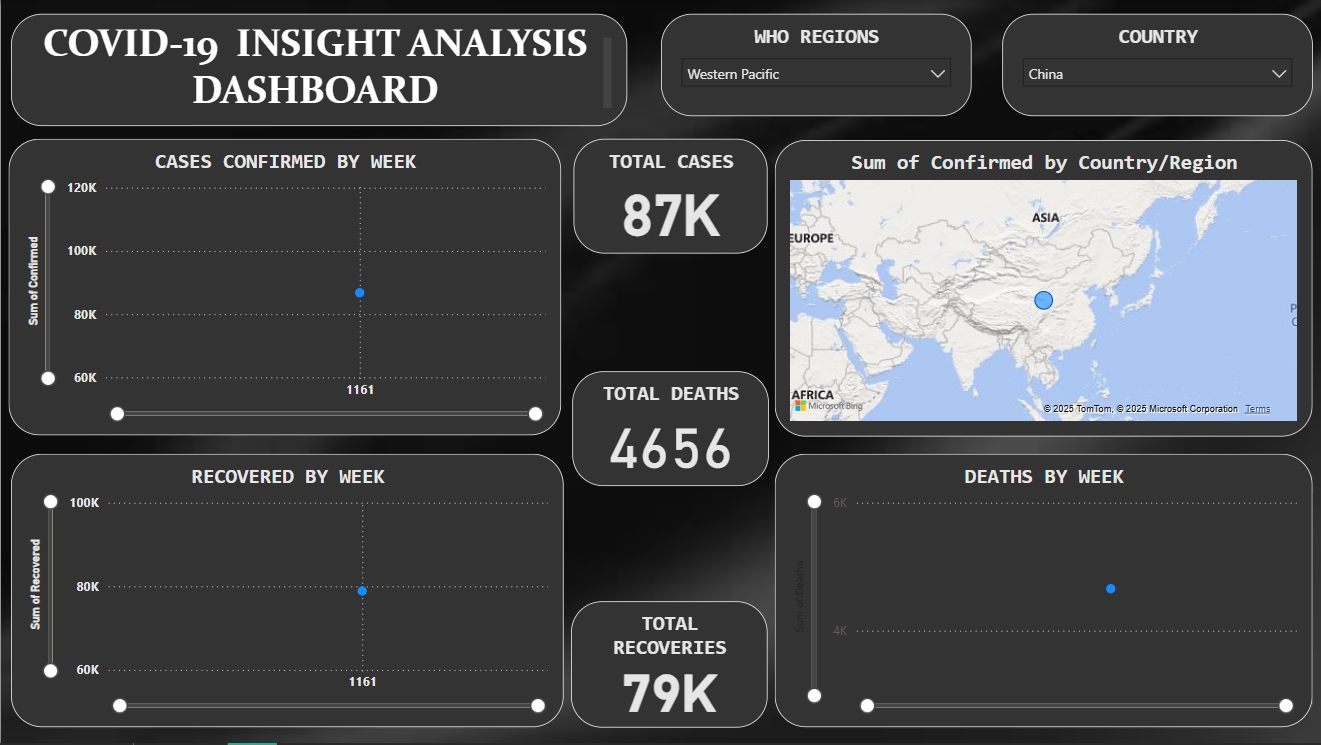 COVID-19 INSIGHT ANALYSIS
DASHBOARD
WHO REGIONS
Western Pacific
COUNTRY
China
CASES CONFIRMED BY WEEK
Sum of Confirmed
120K
100K
80K
60K
1161
TOTAL CASES
87K
Sum of Confirmed by Country/Region
ASIA
EUROPE
AFRICA
Microsoft Bing
© 2025 TomTom, © 2025 Microsoft Corporation Terms
TOTAL DEATHS
4656
RECOVERED BY WEEK
Sum of Recovered
100K
80K
60K
1161
TOTAL
RECOVERIES
79K
DEATHS BY WEEK
Sum of Deaths
6K
4K